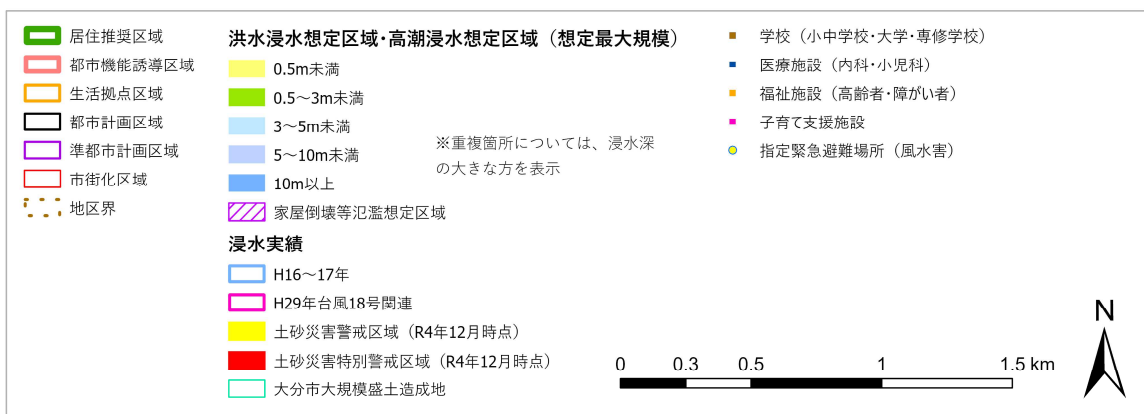 居住推奨区域
都市機能誘導区域
生活拠点区域
都市計画区域
準都市計画区域
市街化区域
地区界
洪水浸水想定区域・高潮浸水想定区域（想定最大規模）
0.5m未満
0.5～3m未満
3～5m未満
5～10m未満
10m以上
家屋倒壊等氾濫想定区域
※重複箇所については、浸水深
の大きな方を表示
浸水実績
H16～17年
H29年台風18号関連
土砂災害警戒区域（R4年12月時点）
土砂災害特別警戒区域（R4年12月時点）
大分市大規模盛土造成地
学校（小中学校・大学・専修学校）
医療施設（内科・小児科）
福祉施設（高齢者・障がい者）
子育て支援施設
指定緊急避難場所（風水害）
0 0.3 0.5 1 1.5 km
N